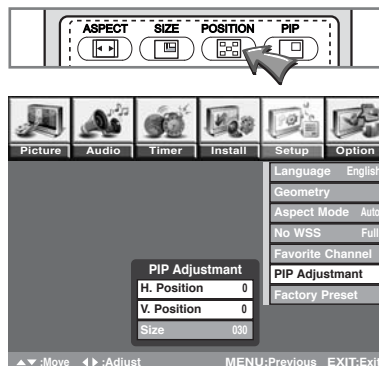 ASPECT SIZE POSITION PIP
Picture Audio Timer Install Setup Option
Language English
Geometry
Aspect Mode Auto
No WSS Full
Favorite Channel
PIP Adjustment
Factory Preset
PIP Adjustmant
H. Position 0
V. Position 0
Size 030
▲▼ :Move ◀ ▶ :Adjust MENU:Previous EXIT:Exit